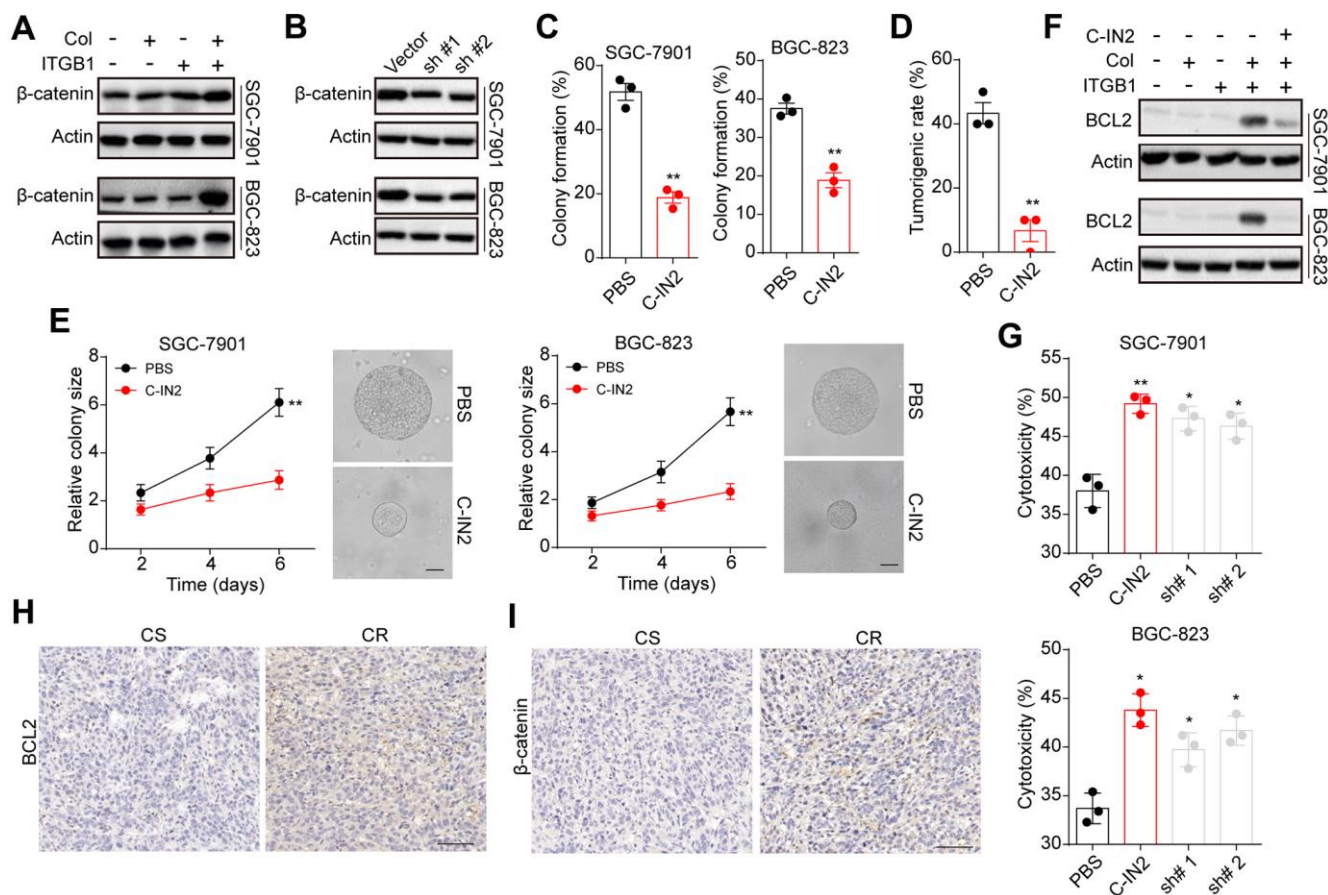 A
Col - + - +
ITGB1 - - + +
β-catenin
Actin
SGC-7901
β-catenin
Actin
BGC-823
B
Vector sh #1 sh #2
β-catenin
Actin
SGC-7901
β-catenin
Actin
BGC-823
C
SGC-7901
Colony formation (%)
60
40
20
0
PBS C-IN2
**
BGC-823
Colony formation (%)
50
40
30
20
10
0
PBS C-IN2
**
D
Tumorigenic rate (%)
60
40
20
0
PBS C-IN2
**
F
C-IN2 - - - - +
Col - + - + +
ITGB1 - - + + +
BCL2
Actin
SGC-7901
BCL2
Actin
BGC-823
E
SGC-7901
Relative colony size
8
6
4
2
0
PBS
C-IN2
**
2 4 6
Time (days)
PBS
C-IN2
BGC-823
Relative colony size
8
6
4
2
0
PBS
C-IN2
**
2 4 6
Time (days)
PBS
C-IN2
G
SGC-7901
Cytotoxicity (%)
55
50
45
40
35
30
** * *
PBS C-IN2 sh# 1 sh# 2
BGC-823
Cytotoxicity (%)
50
45
40
35
30
* * *
PBS C-IN2 sh# 1 sh# 2
H
CS CR
BCL2
I
CS CR
β-catenin